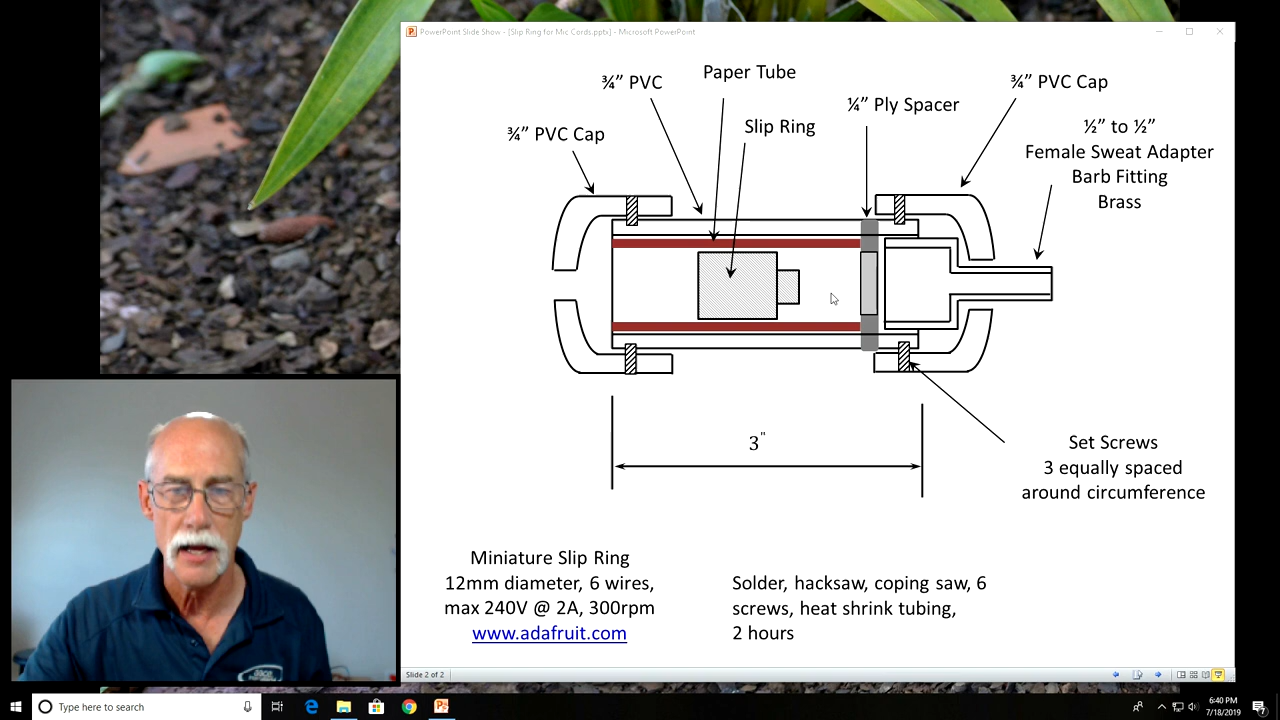 PowerPoint Slide Show - [Slip Ring for Mic Cords.pptx] - Microsoft PowerPoint
Paper Tube
¾” PVC
¾” PVC Cap
¼” Ply Spacer
Slip Ring
¾” PVC Cap
½” to ½”
Female Sweat Adapter
Barb Fitting
Brass
3"
Set Screws
3 equally spaced
around circumference
Miniature Slip Ring
12mm diameter, 6 wires,
max 240V @ 2A, 300rpm
www.adafruit.com
Solder, hacksaw, coping saw, 6
screws, heat shrink tubing,
2 hours
Slide 2 of 2
Type here to search
6:40 PM
7/18/2019